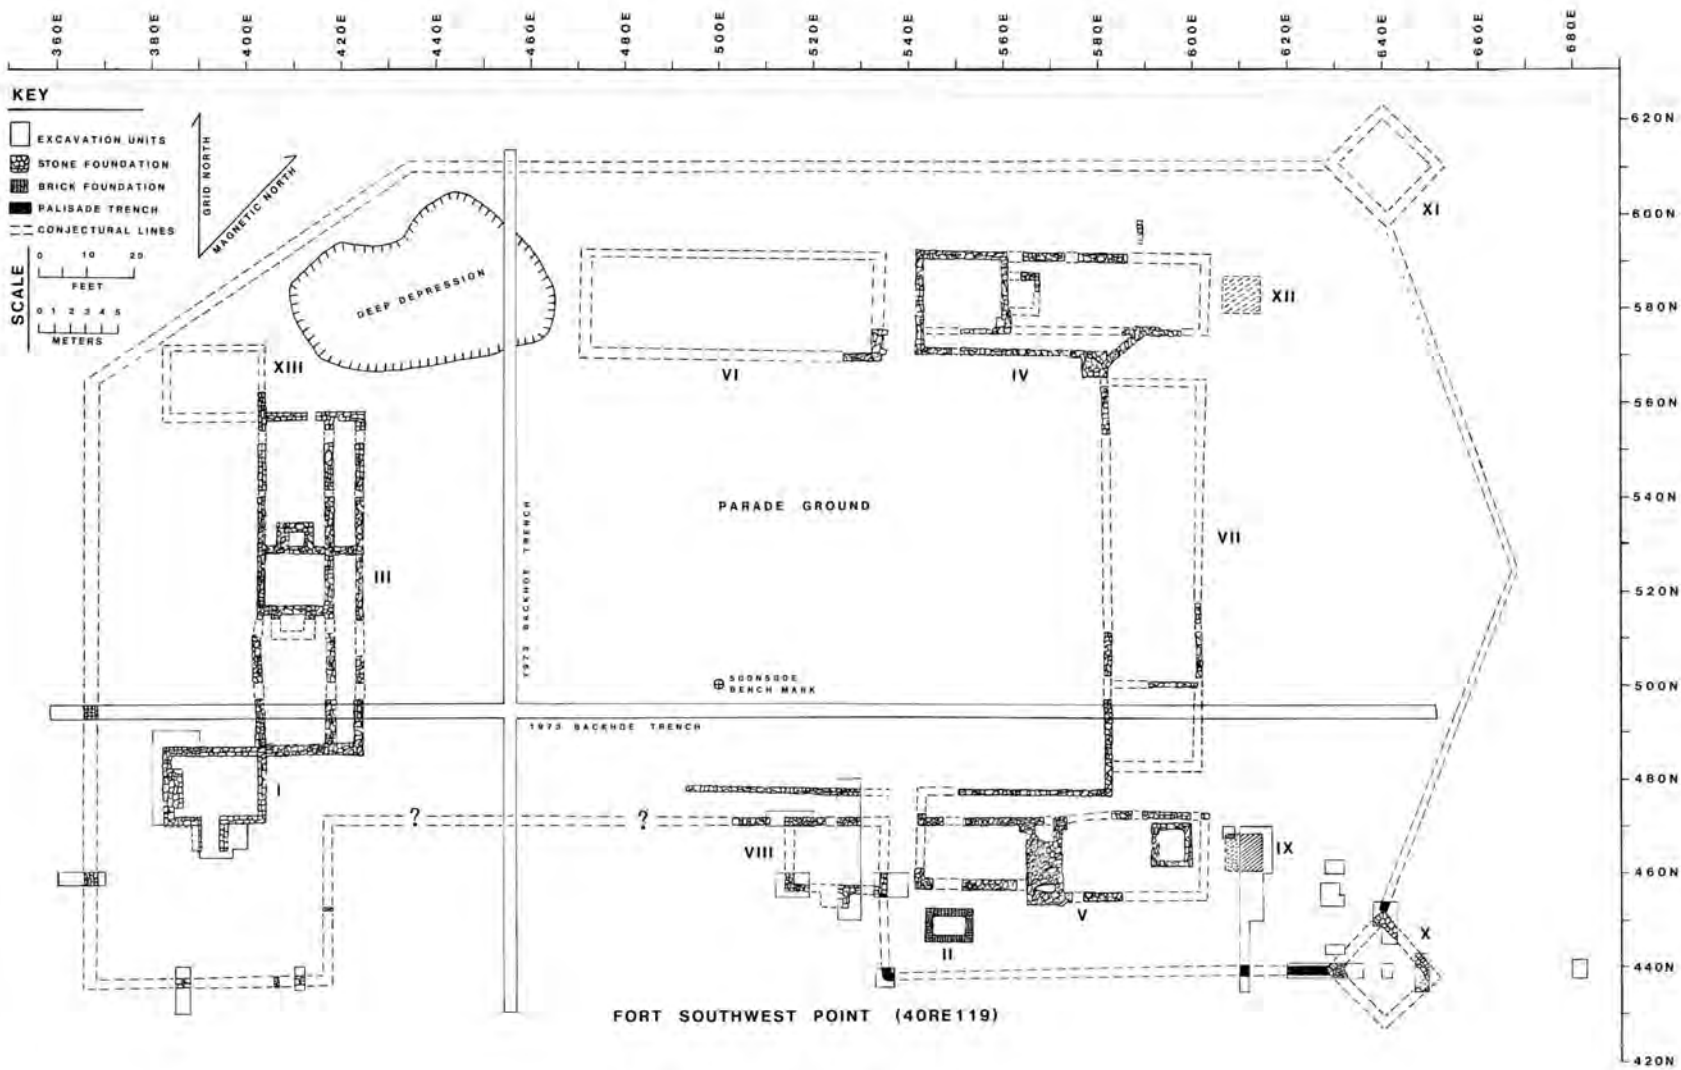 360E
380E
400E
420E
440E
460E
500E
520E
540E
560E
580E
600E
620E
640E
660E
680E
KEY
EXCAVATION UNITS
STONE FOUNDATION
BRICK FOUNDATION
PALISADE TRENCH
CONJECTURAL LINES
GRID NORTH
MAGNETIC NORTH
SCALE
0 10 20
FEET
0 1 2 3 4 5
METERS
620N
600N
580N
560N
540N
520N
500N
480N
460N
440N
420N
XI
DEEP DEPRESSION
XII
XIII
VI
IV
PARADE GROUND
1973 BACKHOE TRENCH
VII
III
500N500E
BENCH MARK
1973 BACKHOE TRENCH
I
?
?
VIII
IX
V
X
II
FORT SOUTHWEST POINT (40RE119)